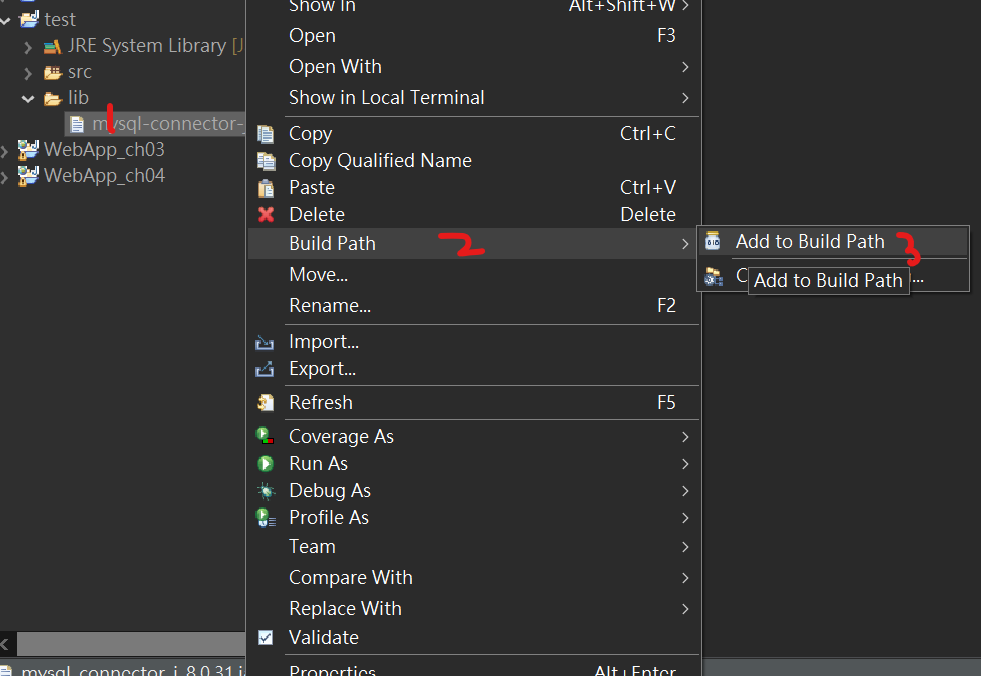 test
JRE System Library [J
src
lib
mysql-connector-j
WebApp_ch03
WebApp_ch04
Show In Alt+Shift+W
Open F3
Open With
Show in Local Terminal
Copy Ctrl+C
Copy Qualified Name
Paste Ctrl+V
Delete Delete
Build Path 2
Move...
Rename... F2
Import...
Export...
Refresh F5
Coverage As
Run As
Debug As
Profile As
Team
Compare With
Replace With
Validate
Properties Alt+Enter
1
Add to Build Path 3
C ...
Add to Build Path
mysql-connector-j-8.0.31.j